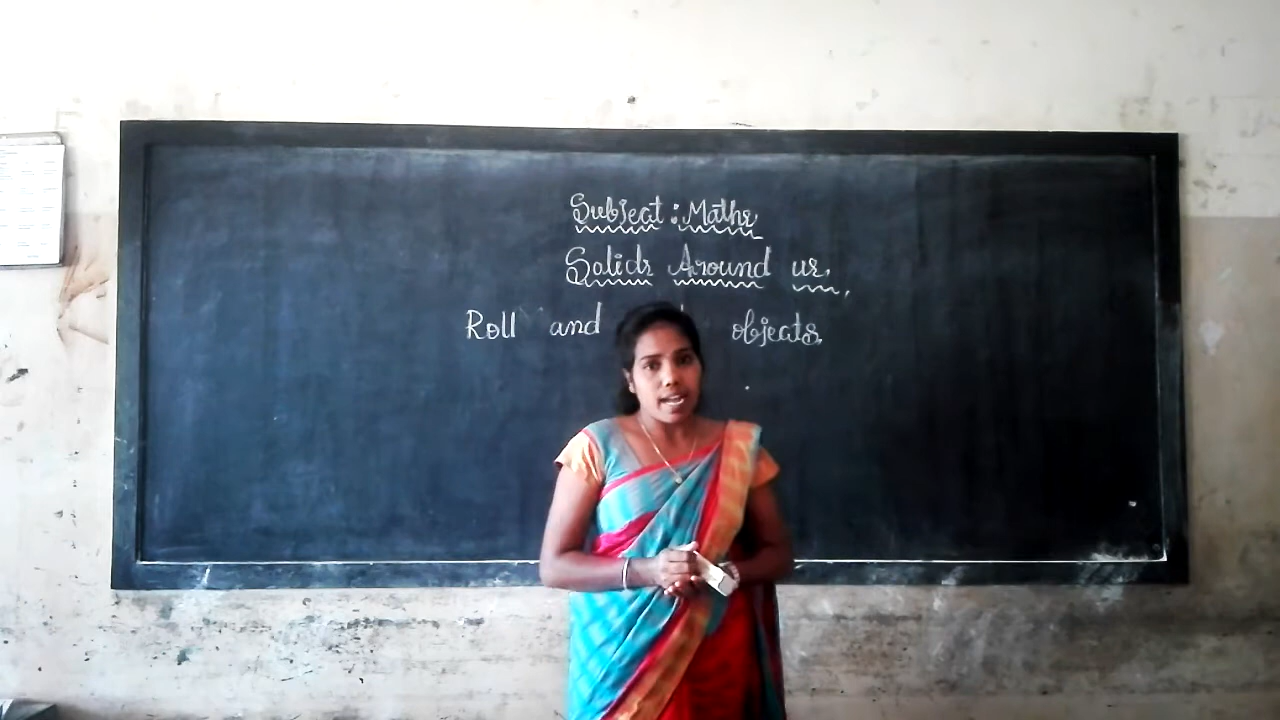 Subject : Maths
Solids Around us.
Roll and objects.